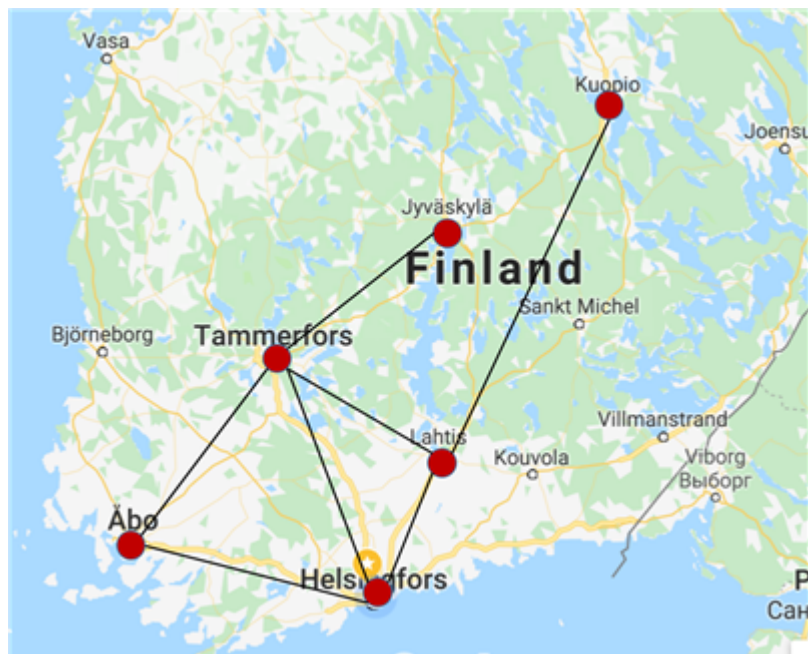 Vasa
Kuopio
Joensu
Jyväskylä
Finland
Sankt Michel
Björneborg
Tammerfors
Villmanstrand
Lahtis
Kouvola
Viborg
Выборг
Åbo
Helsingfors
Р
Сан